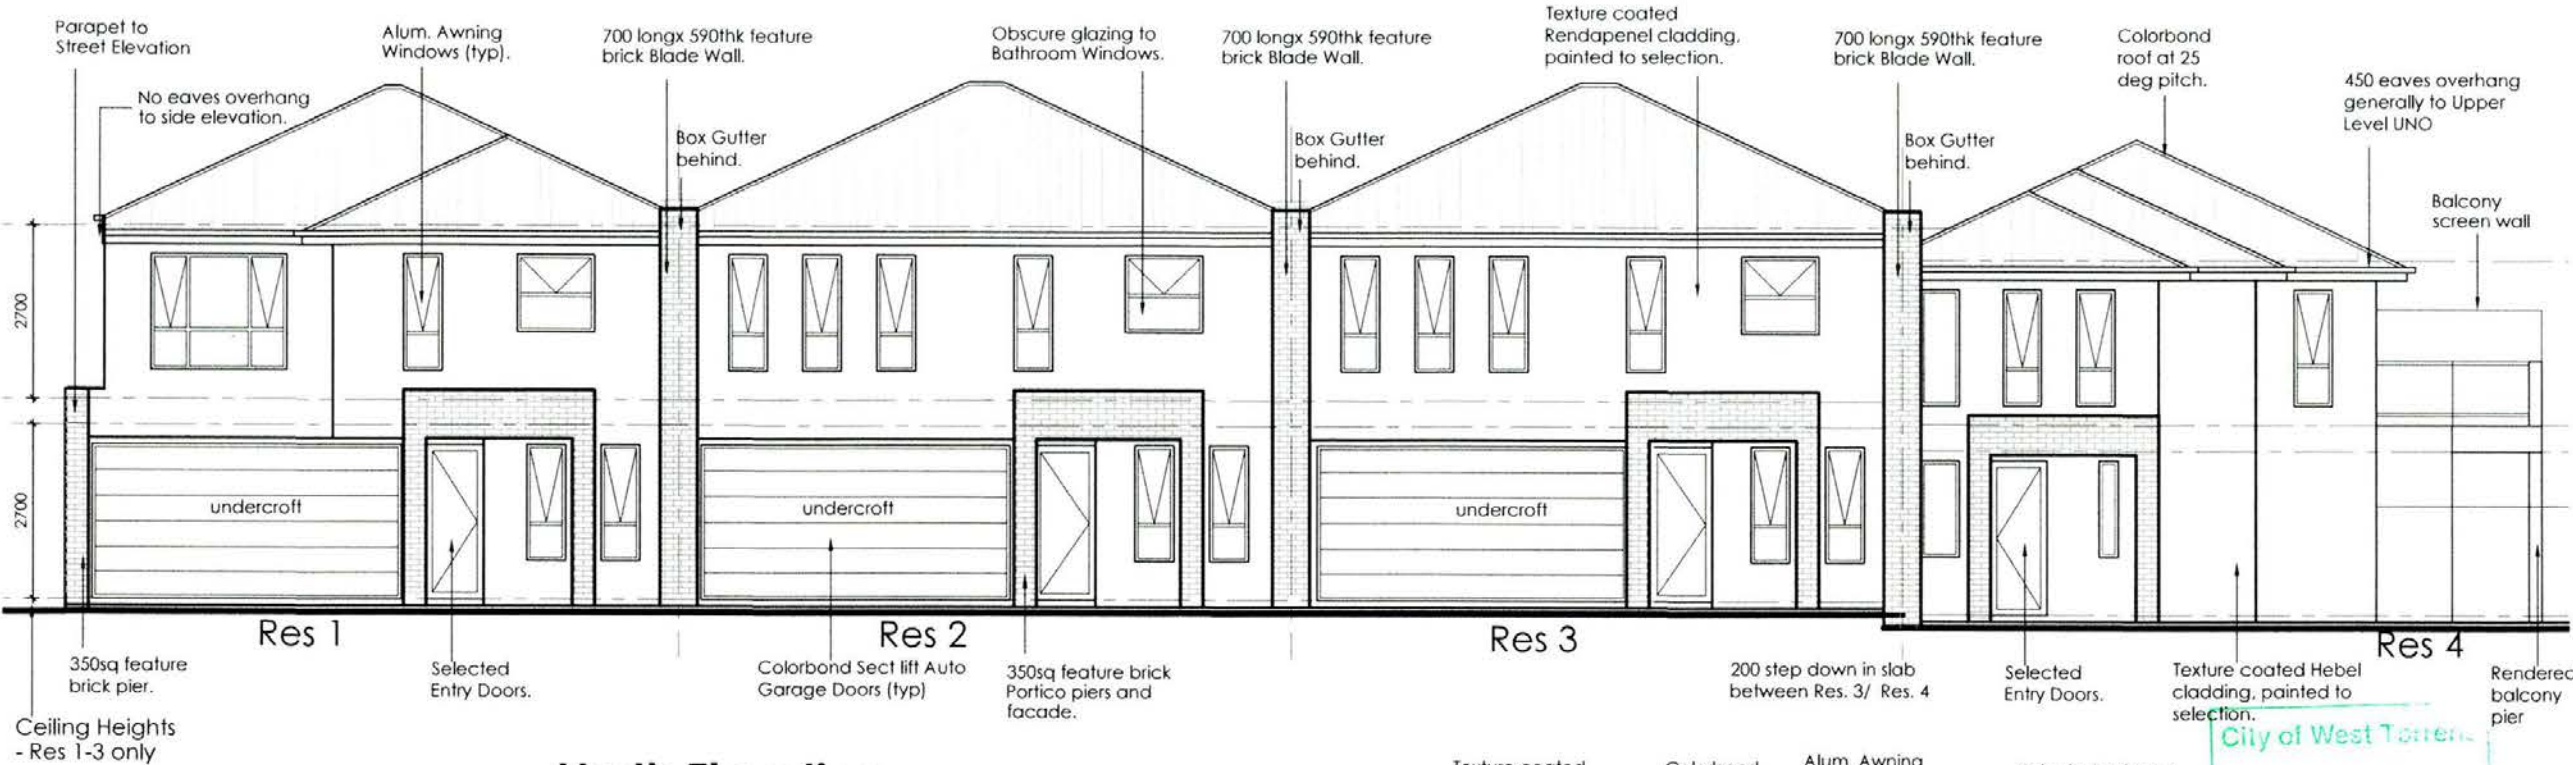 Parapet to
Street Elevation
Alum. Awning
Windows (typ).
700 longx 590thk feature
brick Blade Wall.
Obscure glazing to
Bathroom Windows.
700 longx 590thk feature
brick Blade Wall.
Texture coated
Rendapenel cladding,
painted to selection.
700 longx 590thk feature
brick Blade Wall.
Colorbond
roof at 25
deg pitch.
450 eaves overhang
generally to Upper
Level UNO
No eaves overhang
to side elevation.
Box Gutter
behind.
Box Gutter
behind.
Box Gutter
behind.
Balcony
screen wall
2700
2700
undercroft
undercroft
undercroft
Res 1
Res 2
Res 3
Res 4
350sq feature
brick pier.
Selected
Entry Doors.
Colorbond Sect lift Auto
Garage Doors (typ)
350sq feature brick
Portico piers and
facade.
200 step down in slab
between Res. 3/ Res. 4
Selected
Entry Doors.
Texture coated Hebel
cladding, painted to
selection.
Rendered
balcony
pier
Ceiling Heights
- Res 1-3 only
City of West
Texture coated
Alum. Awning